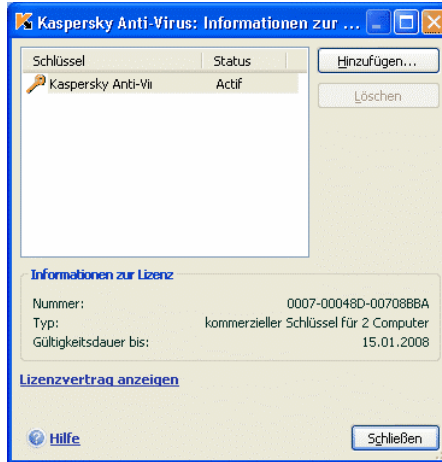 Kaspersky Anti-Virus: Informationen zur ...
Schlüssel Status
Kaspersky Anti-Vi Actif
Hinzufügen...
Löschen
Informationen zur Lizenz
Nummer: 0007-00048D-00708BBA
Typ: kommerzieller Schlüssel für 2 Computer
Gültigkeitsdauer bis: 15.01.2008
Lizenzvertrag anzeigen
Hilfe
Schließen